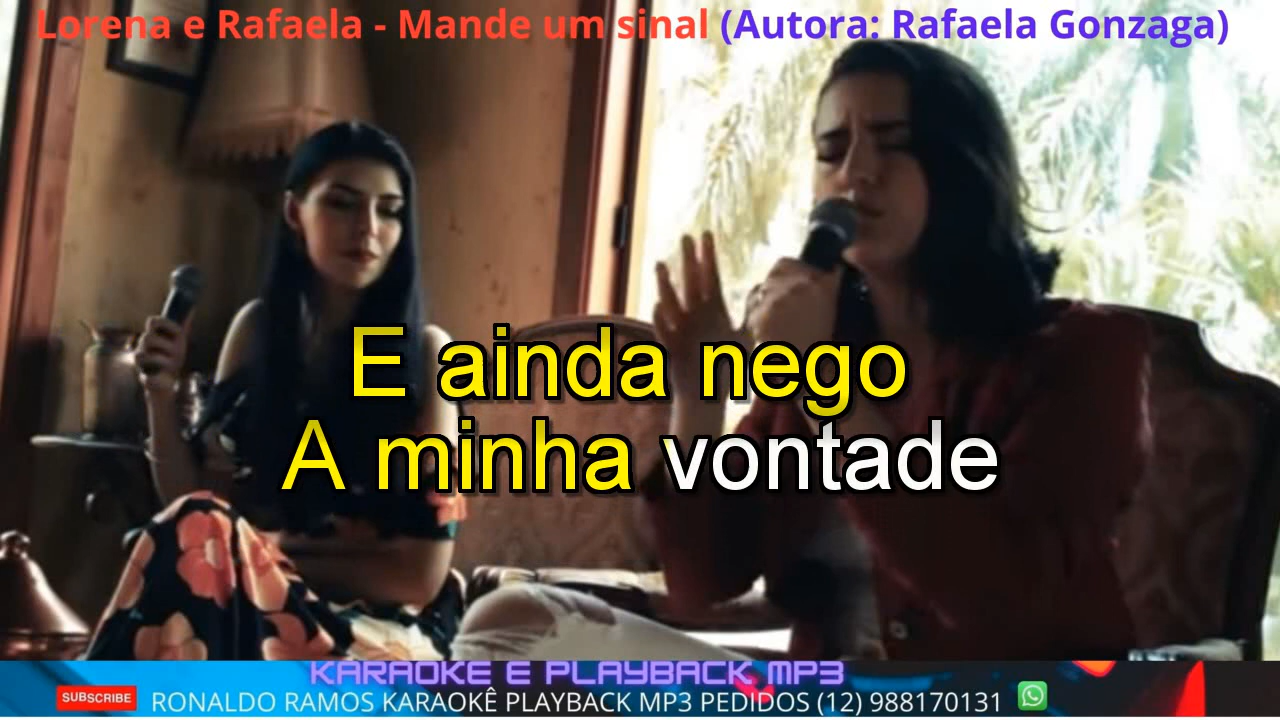 Lorena e Rafaela - Mande um sinal (Autora: Rafaela Gonzaga)
E ainda nego
A minha vontade
KARAOKE E PLAYBACK MP3
SUBSCRIBE RONALDO RAMOS KARAOKÊ PLAYBACK MP3 PEDIDOS (12) 988170131